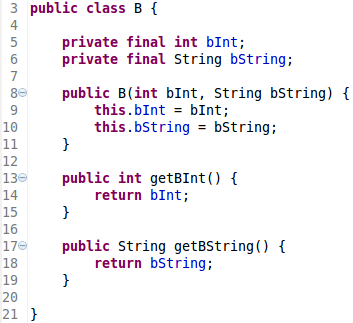 3 public class B {
4
5     private final int bInt;
6     private final String bString;
7
8     public B(int bInt, String bString) {
9         this.bInt = bInt;
10         this.bString = bString;
11     }
12
13     public int getBInt() {
14         return bInt;
15     }
16
17     public String getBString() {
18         return bString;
19     }
20
21 }